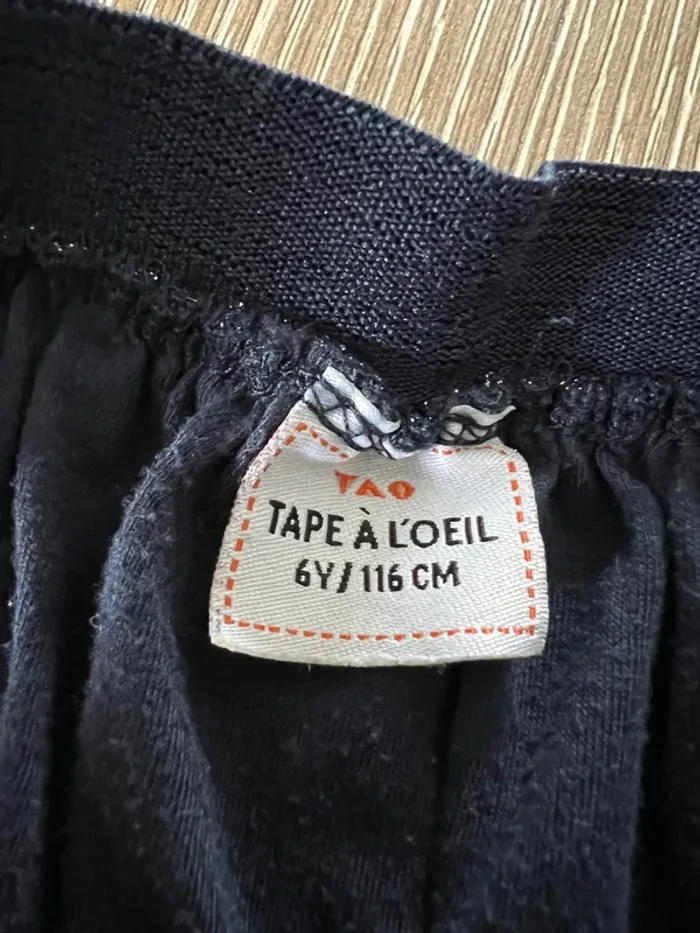 TAO
TAPE À L'OEIL
6Y/ 116 CM